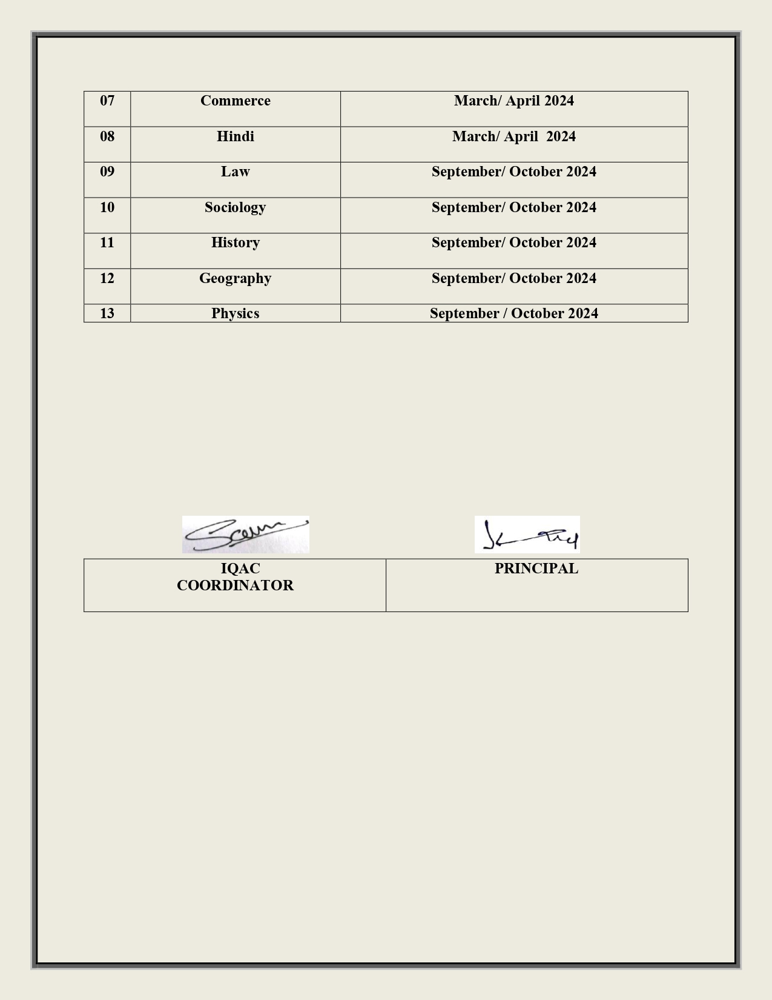 07 Commerce March/ April 2024
08 Hindi March/ April  2024
09 Law September/ October 2024
10 Sociology September/ October 2024
11 History September/ October 2024
12 Geography September/ October 2024
13 Physics September / October 2024
IQAC PRINCIPAL
COORDINATOR